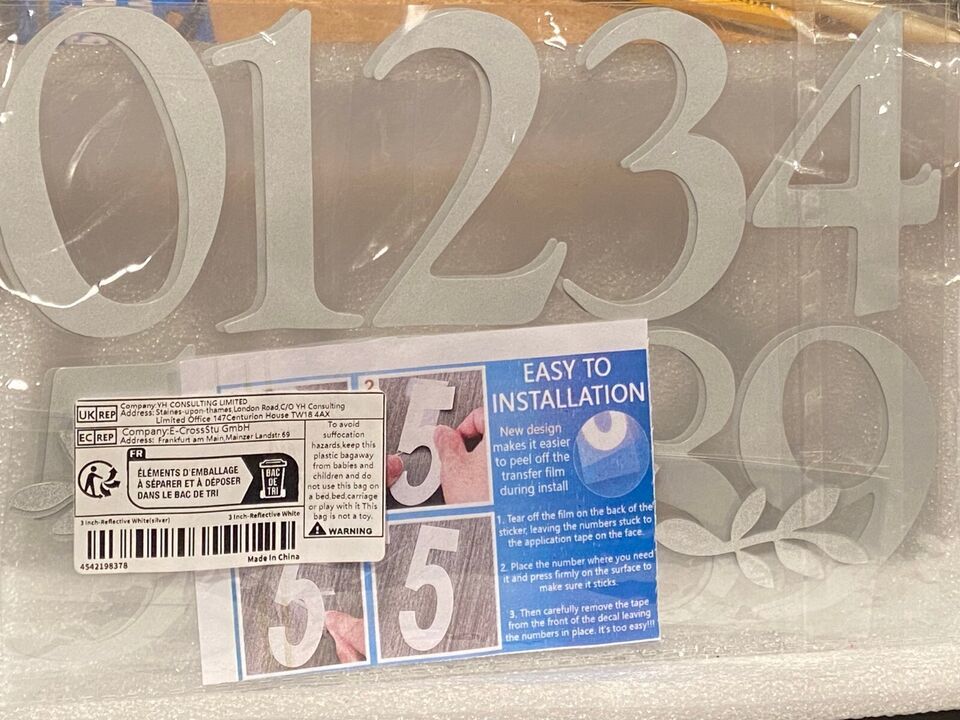 01234
89
2
5
5
5
EASY TO
INSTALLATION
New design
makes it easier
to peel off the
transfer film
during install
1. Tear off the film on the back of the
sticker, leaving the numbers stuck to
the application tape on the face.
2. Place the number where you need
it and press firmly on the surface to
make sure it sticks.
3. Then carefully remove the tape
from the front of the decal leaving
the numbers in place. It's too easy!!!
UK REP
Company:YH CONSULTING LIMITED
Address: Staines-upon-thames,London Road,C/O YH Consulting
Limited Office 147Centurion House TW18 4AX
EC REP
Company:E-CrossStu GmbH
Address: Frankfurt am Main,Mainzer Landstr.69
FR
ÉLÉMENTS D'EMBALLAGE
À SÉPARER ET À DÉPOSER
DANS LE BAC DE TRI
BAC
DE
TRI
To avoid
suffocation
hazards,keep this
plastic bagaway
from babies and
children and do
not use this bag on
a bed.bed,carriage
or play with it This
bag is not a toy.
WARNING
3 Inch-Reflective White(silver)
3 Inch-Reflective White
Made In China
4542198378